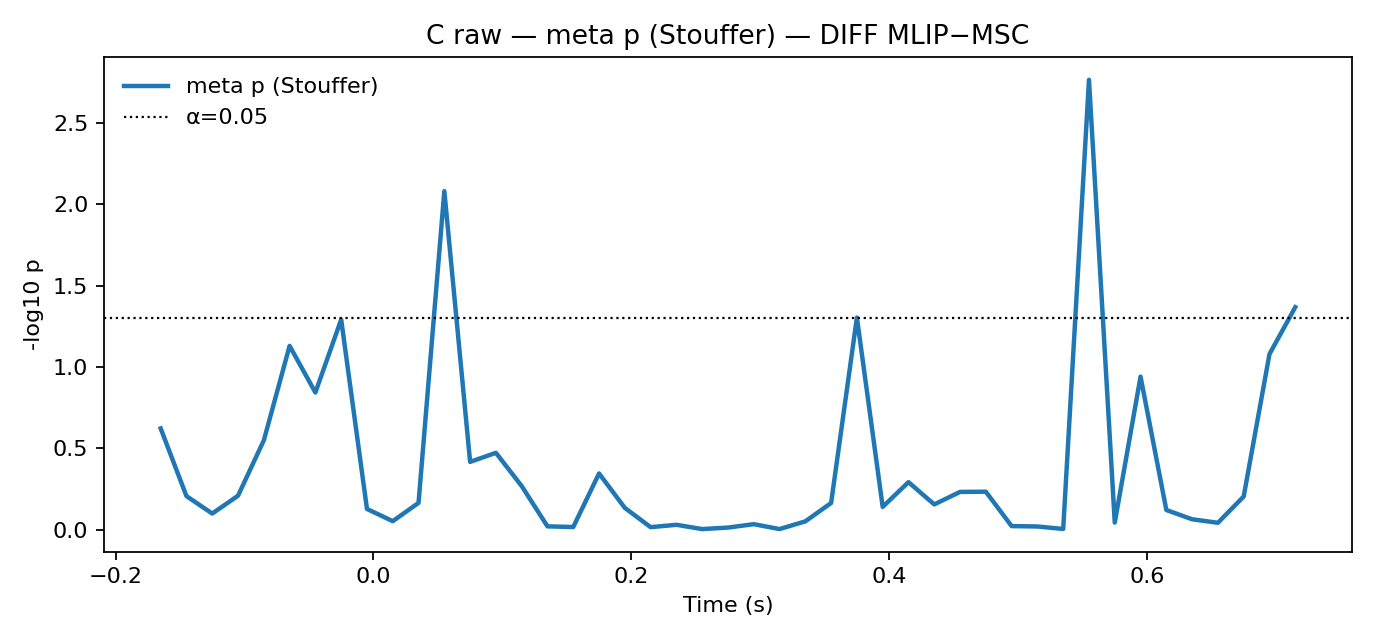 C raw — meta p (Stouffer) — DIFF MLIP−MSC
meta p (Stouffer)
α=0.05
2.5
2.0
1.5
1.0
0.5
0.0
-log10 p
−0.2 0.0 0.2 0.4 0.6
Time (s)